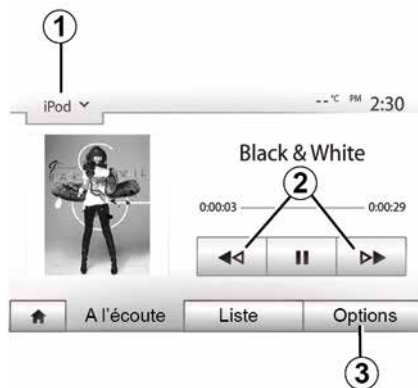 1
iPod
--°C PM 2:30
Black & White
2
0:00:03 0:00:29
A l'écoute Liste Options
3